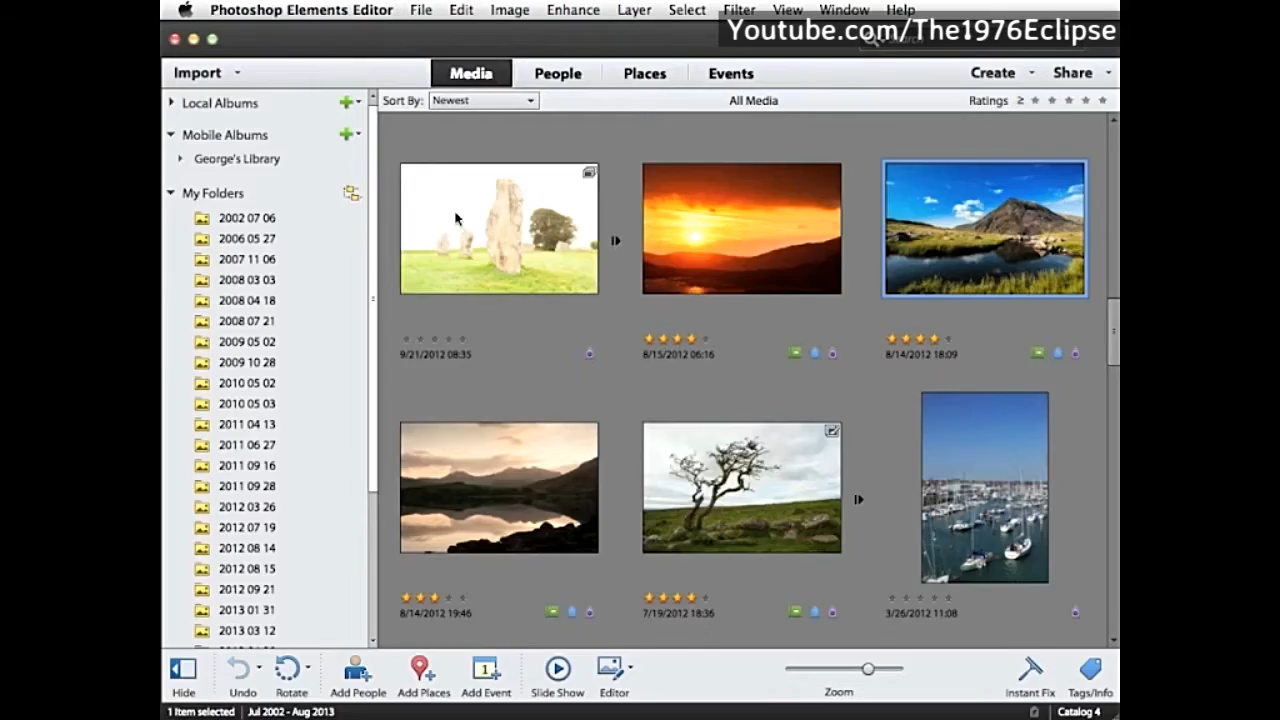 Photoshop Elements Editor File Edit Image Enhance Layer Select Filter View Window Help
Youtube.com/The1976Eclipse
Import Media People Places Events Create Share
Local Albums
Sort By: Newest All Media Ratings ≥
Mobile Albums
George's Library
My Folders
2002 07 06
2006 05 27
2007 11 06
2008 03 03
2008 04 18
2008 07 21
2009 05 02
2009 10 28
2010 05 02
2010 05 03
2011 04 13
2011 06 27
2011 09 16
2011 09 28
2012 03 26
2012 07 19
2012 08 14
2012 08 15
2012 09 21
2013 01 31
2013 03 12
9/21/2012 08:35 8/15/2012 06:16 8/14/2012 18:09
8/14/2012 19:46 7/19/2012 18:36 3/26/2012 11:08
1
Hide Undo Rotate Add People Add Places Add Event Slide Show Editor Zoom Instant Fix Tags/Info
1 Item selected Jul 2002 - Aug 2013 Catalog 4